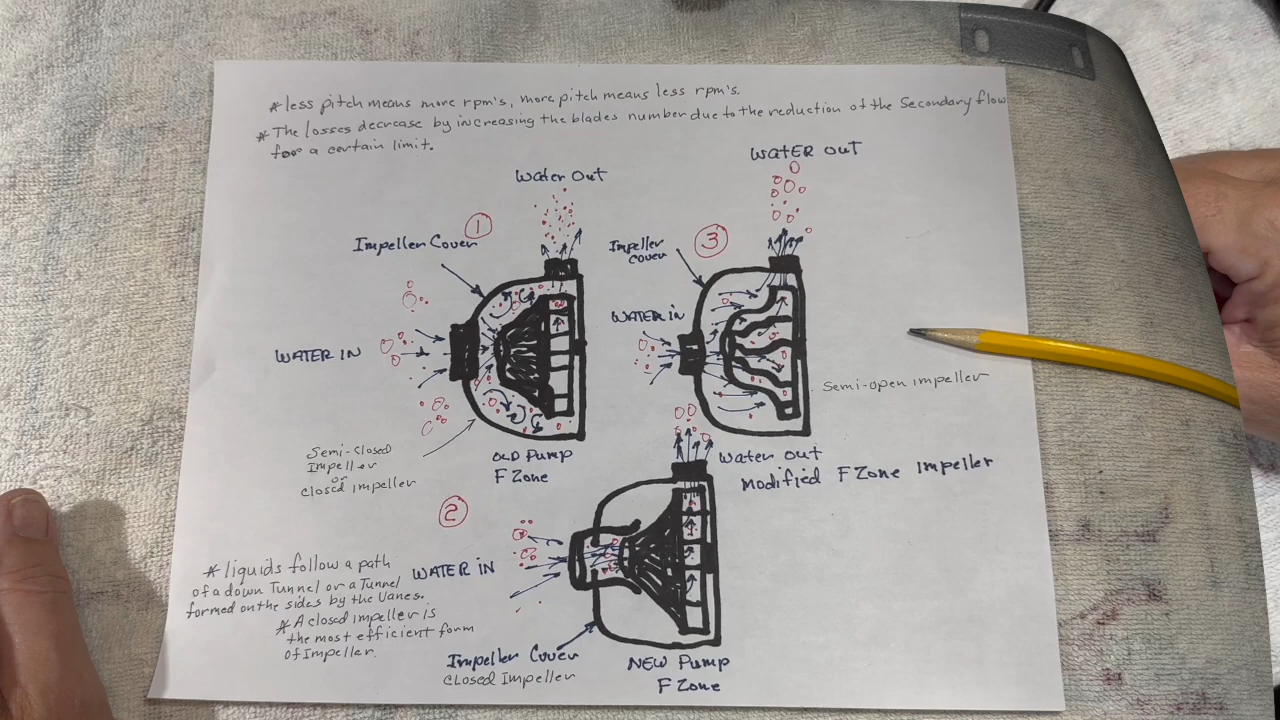 * less pitch means more rpm's, more pitch means less rpm's.
* The losses decrease by increasing the blades number due to the reduction of the Secondary flow
for a certain limit.
Water Out
WATER OUT
1
3
Impeller Cover
Impeller
cover
WATER IN
WATER IN
Semi-open impeller
Semi-closed
Impeller
or
closed impeller
OLD PUMP
F Zone
Water out
Modified F Zone Impeller
2
* liquids follow a path
of a down Tunnel or a Tunnel
formed on the sides by the Vanes.
* A closed impeller is
the most efficient form
of Impeller.
WATER IN
Impeller Cover
Closed Impeller
NEW PUMP
F Zone